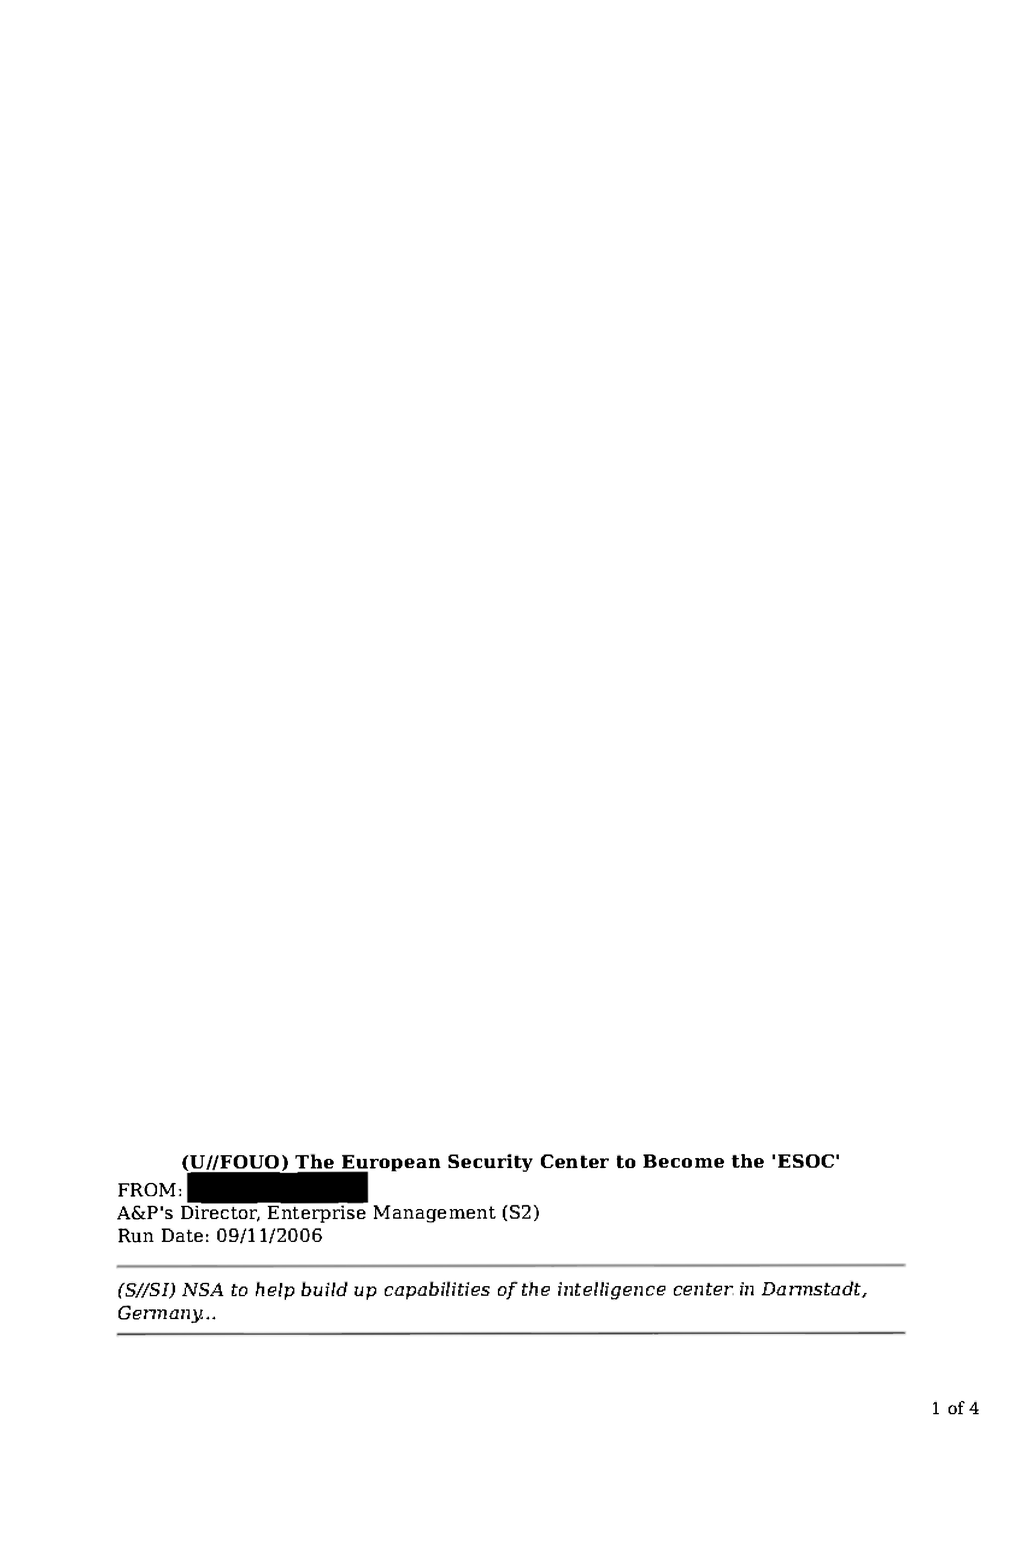 (U//FOUO) The European Security Center to Become the 'ESOC'
FROM:
A&P's Director, Enterprise Management (S2)
Run Date: 09/11/2006
(S//SI) NSA to help build up capabilities of the intelligence center in Darmstadt,
Germany...
1 of 4